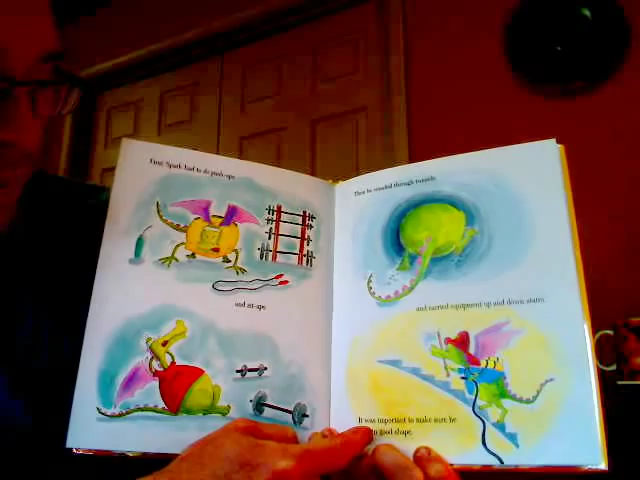 First, Spark had to do push-ups
and sit-ups.
Then he crawled through tunnels
and carried equipment up and down stairs.
It was important to make sure he
in good shape.